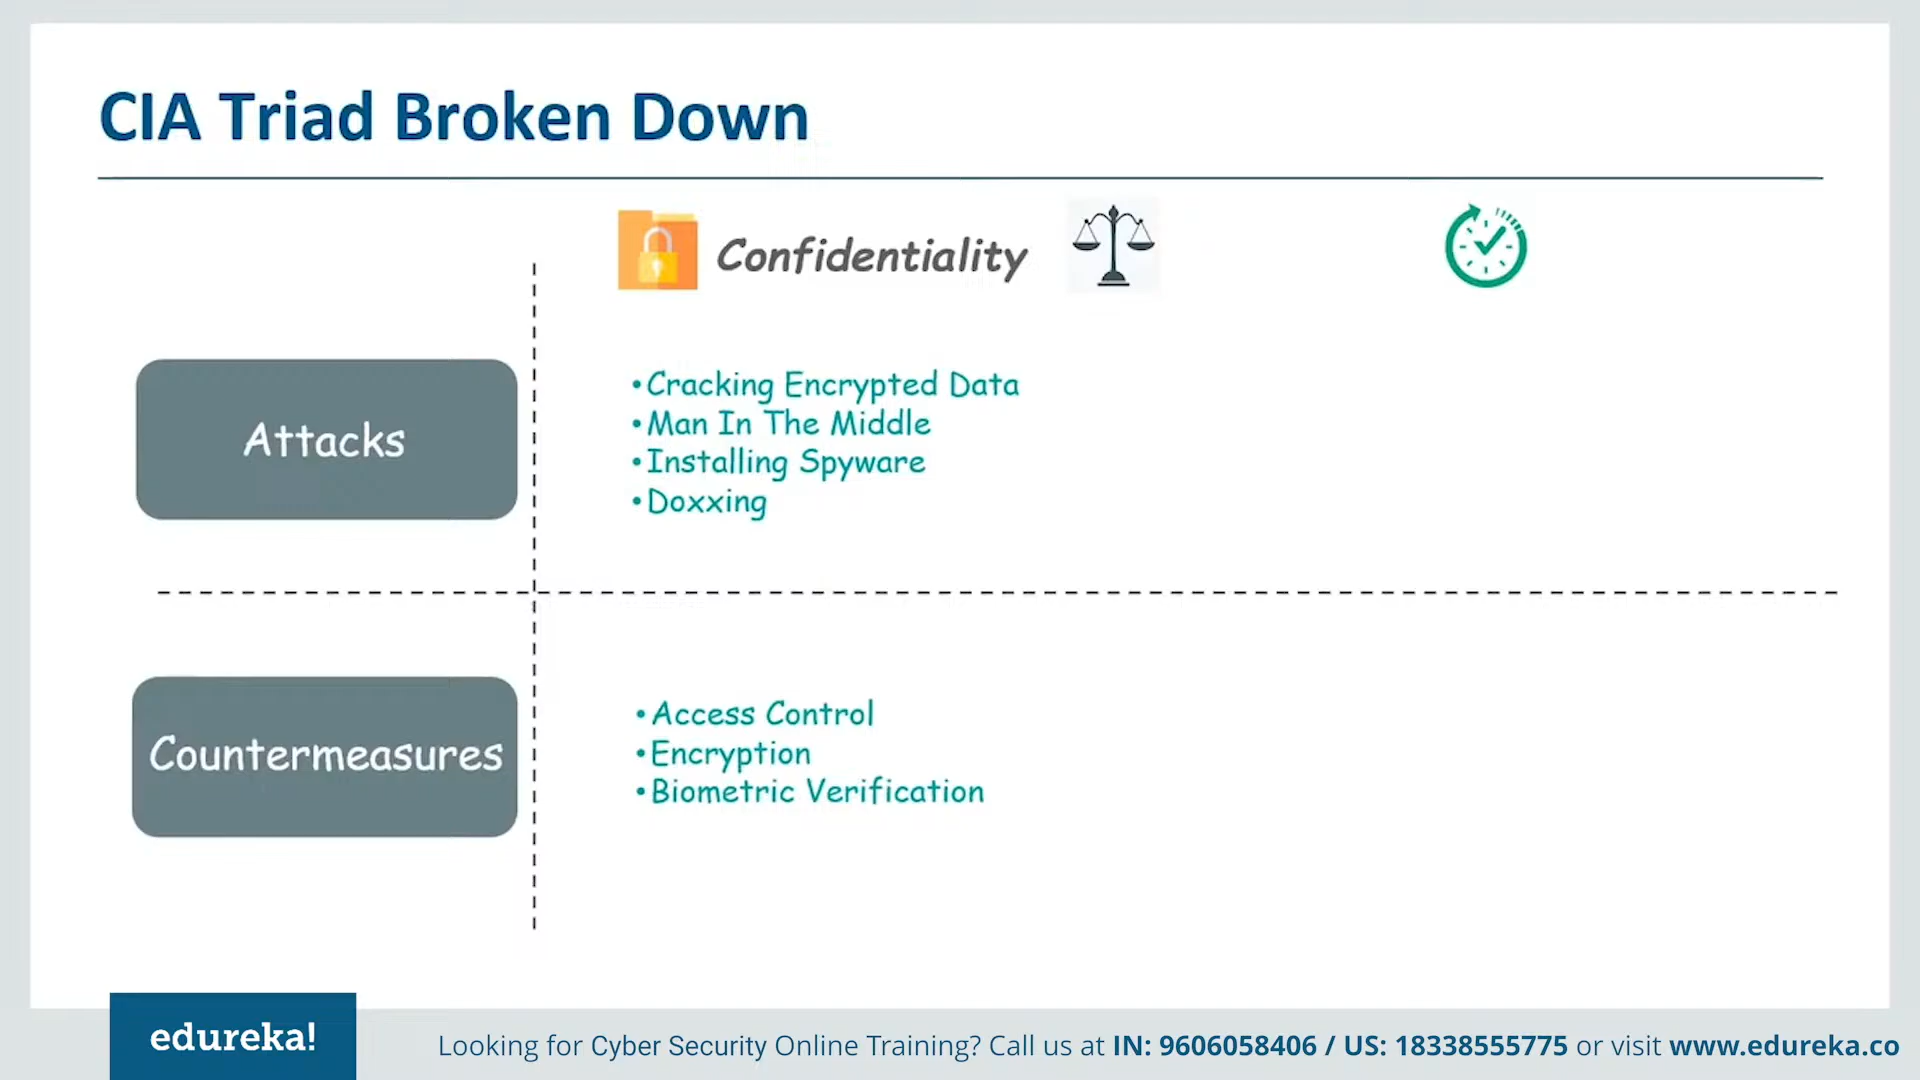 CIA Triad Broken Down
Confidentiality
Attacks
•Cracking Encrypted Data
•Man In The Middle
•Installing Spyware
•Doxxing
Countermeasures
•Access Control
•Encryption
•Biometric Verification
edureka!
Looking for Cyber Security Online Training? Call us at IN: 9606058406 / US: 18338555775 or visit www.edureka.co